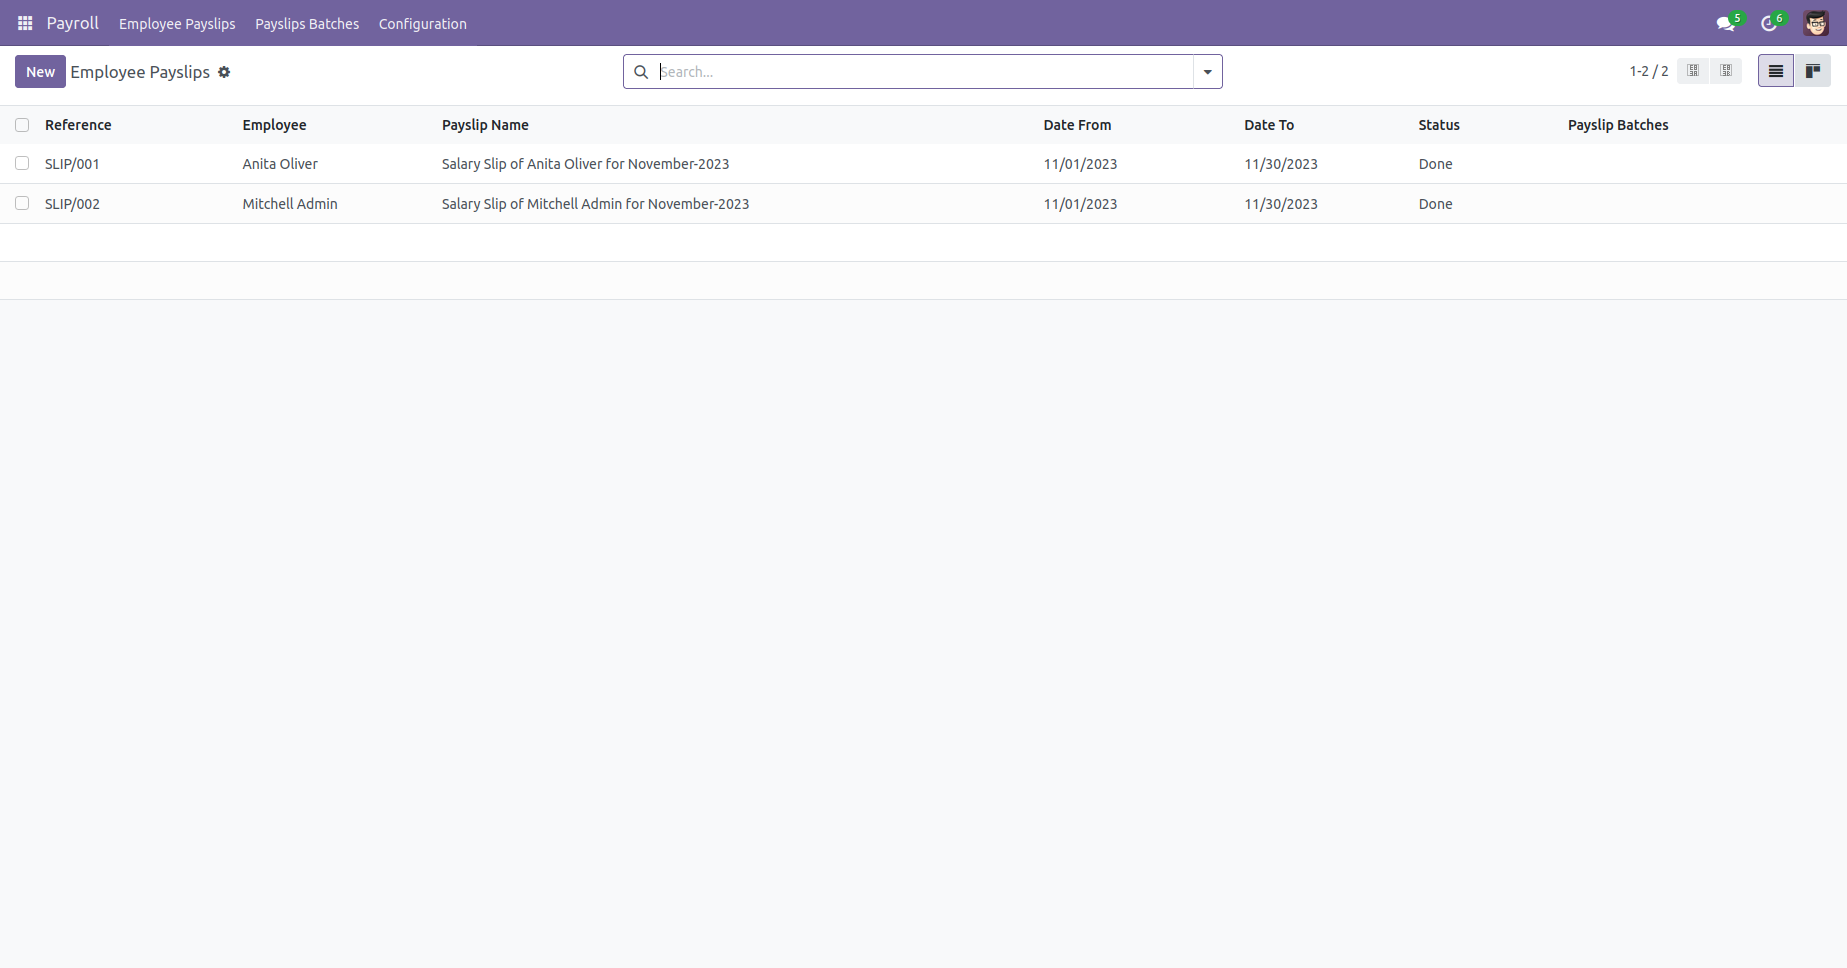 Payroll Employee Payslips Payslips Batches Configuration 5 6
New Employee Payslips Search... 1-2 / 2
Reference Employee Payslip Name Date From Date To Status Payslip Batches
SLIP/001 Anita Oliver Salary Slip of Anita Oliver for November-2023 11/01/2023 11/30/2023 Done
SLIP/002 Mitchell Admin Salary Slip of Mitchell Admin for November-2023 11/01/2023 11/30/2023 Done